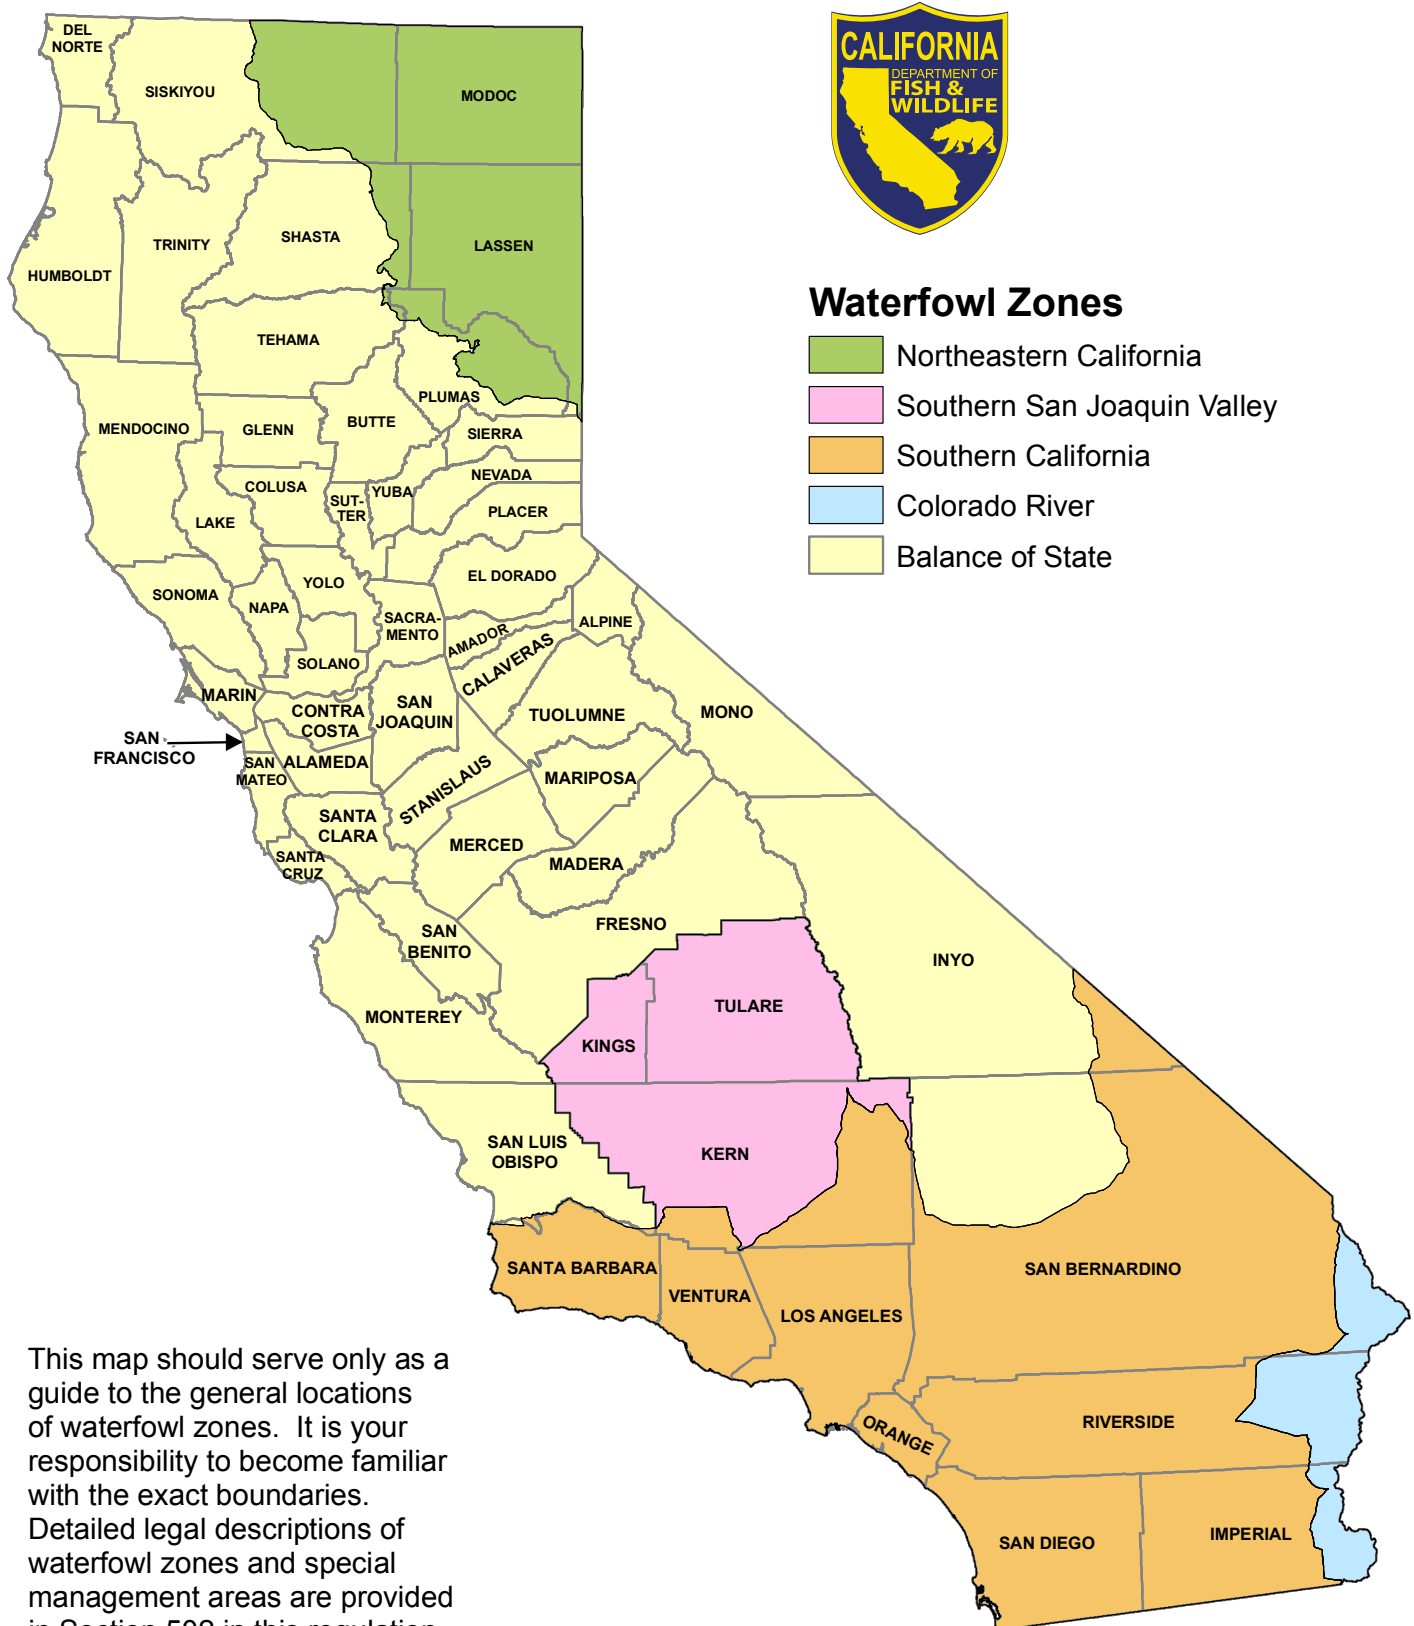 DEL
NORTE
SISKIYOU
MODOC
CALIFORNIA
DEPARTMENT OF
FISH &
WILDLIFE
HUMBOLDT
TRINITY
SHASTA
LASSEN
TEHAMA
PLUMAS
MENDOCINO
GLENN
BUTTE
SIERRA
COLUSA
SUT-
TER
YUBA
NEVADA
LAKE
PLACER
SONOMA
NAPA
YOLO
EL DORADO
SACRA-
MENTO
AMADOR
ALPINE
SOLANO
CALAVERAS
MARIN
CONTRA
COSTA
SAN
JOAQUIN
TUOLUMNE
MONO
SAN
FRANCISCO
SAN
MATEO
ALAMEDA
STANISLAUS
MARIPOSA
SANTA
CLARA
MERCED
MADERA
SANTA
CRUZ
FRESNO
SAN
BENITO
INYO
MONTEREY
KINGS
TULARE
SAN LUIS
OBISPO
KERN
SANTA BARBARA
VENTURA
LOS ANGELES
SAN BERNARDINO
ORANGE
RIVERSIDE
SAN DIEGO
IMPERIAL
Waterfowl Zones
Northeastern California
Southern San Joaquin Valley
Southern California
Colorado River
Balance of State
This map should serve only as a
guide to the general locations
of waterfowl zones. It is your
responsibility to become familiar
with the exact boundaries.
Detailed legal descriptions of
waterfowl zones and special
management areas are provided
in Section 502 in this regulation